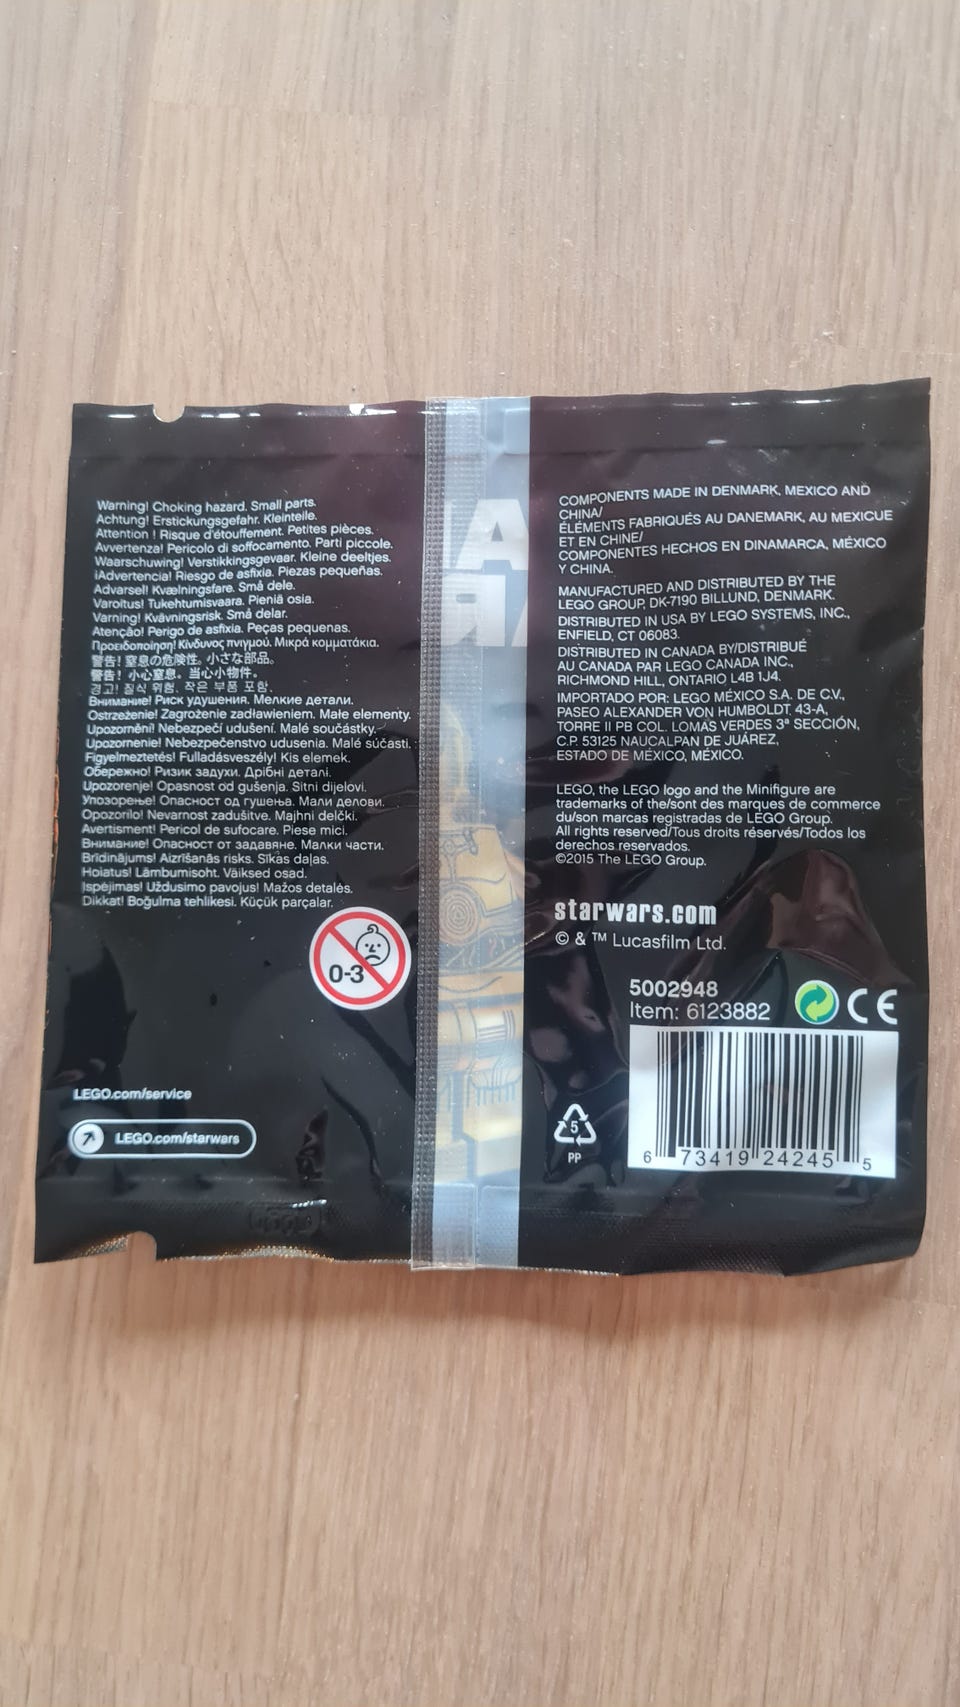 Warning! Choking hazard. Small parts.
Achtung! Erstickungsgefahr. Kleinteile.
Attention ! Risque d'étouffement. Petites pièces.
Avvertenza! Pericolo di soffocamento. Parti piccole.
Waarschuwing! Verstikkingsgevaar. Kleine deeltjes.
¡Advertencia! Riesgo de asfixia. Piezas pequeñas.
Advarsel! Kvælningsfare. Små dele.
Varoitus! Tukehtumisvaara. Pieniä osia.
Varning! Kvävningsrisk. Små delar.
Atenção! Perigo de asfixia. Peças pequenas.
Προειδοποίηση! Κίνδυνος πνιγμού. Μικρά κομματάκια.
警告! 窒息の危険性。小さな部品。
警告! 小心窒息。当心小物件。
경고! 질식 위험. 작은 부품 포함.
Внимание! Риск удушения. Мелкие детали.
Ostrzeżenie! Zagrożenie zadławieniem. Małe elementy.
Upozornění! Nebezpečí udušení. Malé součástky.
Upozornenie! Nebezpečenstvo udusenia. Malé súčasti.
Figyelmeztetés! Fulladásveszély! Kis elemek.
Обережно! Ризик задухи. Дрібні деталі.
Upozorenje! Opasnost od gušenja. Sitni dijelovi.
Упозорење! Опасност од гушења. Мали делови.
Opozorilo! Nevarnost zadušitve. Majhni delčki.
Avertisment! Pericol de sufocare. Piese mici.
Внимание! Опасност от задавяне. Малки части.
Brīdinājums! Aizrīšanās risks. Sīkas daļas.
Hoiatus! Lämbumisoht. Väiksed osad.
Įspėjimas! Uždusimo pavojus! Mažos detalės.
Dikkat! Boğulma tehlikesi. Küçük parçalar.
0-3
LEGO.com/service
LEGO.com/starwars
COMPONENTS MADE IN DENMARK, MEXICO AND
CHINA/
ÉLÉMENTS FABRIQUÉS AU DANEMARK, AU MEXIQUE
ET EN CHINE/
COMPONENTES HECHOS EN DINAMARCA, MÉXICO
Y CHINA.
MANUFACTURED AND DISTRIBUTED BY THE
LEGO GROUP, DK-7190 BILLUND, DENMARK.
DISTRIBUTED IN USA BY LEGO SYSTEMS, INC.,
ENFIELD, CT 06083.
DISTRIBUTED IN CANADA BY/DISTRIBUÉ
AU CANADA PAR LEGO CANADA INC.,
RICHMOND HILL, ONTARIO L4B 1J4.
IMPORTADO POR: LEGO MÉXICO S.A. DE C.V.,
PASEO ALEXANDER VON HUMBOLDT 43-A,
TORRE II PB COL. LOMAS VERDES 3ª SECCIÓN,
C.P. 53125 NAUCALPAN DE JUÁREZ,
ESTADO DE MÉXICO, MÉXICO.
LEGO, the LEGO logo and the Minifigure are
trademarks of the/sont des marques de commerce
du/son marcas registradas de LEGO Group.
All rights reserved/Tous droits réservés/Todos los
derechos reservados.
©2015 The LEGO Group.
starwars.com
© & ™ Lucasfilm Ltd.
5002948
Item: 6123882
CE
5
PP
6 73419 24245 5